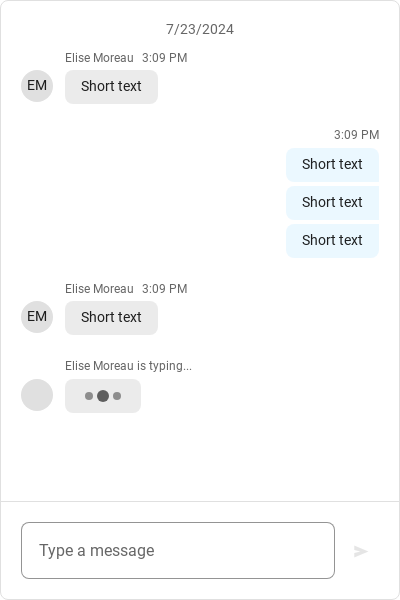 7/23/2024
Elise Moreau 3:09 PM
EM
Short text
3:09 PM
Short text
Short text
Short text
Elise Moreau 3:09 PM
EM
Short text
Elise Moreau is typing...
Type a message